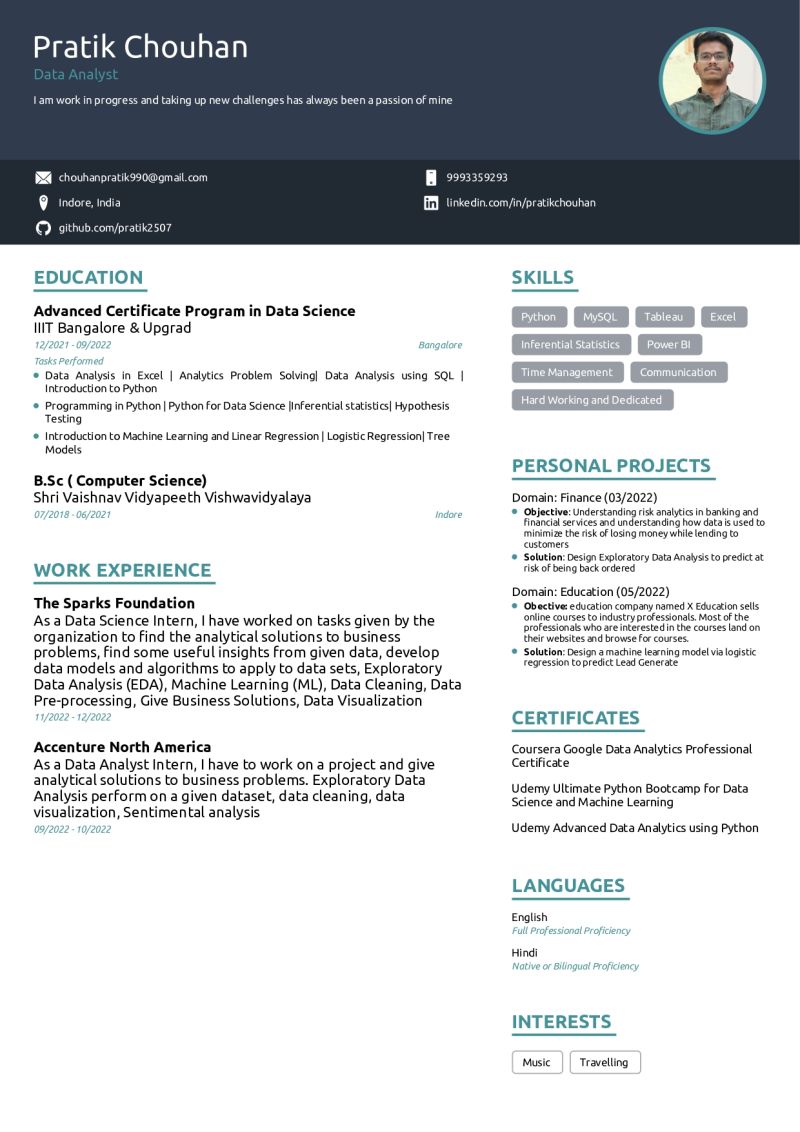 Pratik Chouhan
Data Analyst
I am work in progress and taking up new challenges has always been a passion of mine
chouhanpratik990@gmail.com
9993359293
Indore, India
linkedin.com/in/pratikchouhan
github.com/pratik2507
EDUCATION
Advanced Certificate Program in Data Science
IIIT Bangalore & Upgrad
12/2021 - 09/2022
Bangalore
Tasks Performed
Data Analysis in Excel | Analytics Problem Solving| Data Analysis using SQL |
Introduction to Python
Programming in Python | Python for Data Science |Inferential statistics| Hypothesis
Testing
Introduction to Machine Learning and Linear Regression | Logistic Regression| Tree
Models
B.Sc ( Computer Science)
Shri Vaishnav Vidyapeeth Vishwavidyalaya
07/2018 - 06/2021
Indore
WORK EXPERIENCE
The Sparks Foundation
As a Data Science Intern, I have worked on tasks given by the
organization to find the analytical solutions to business
problems, find some useful insights from given data, develop
data models and algorithms to apply to data sets, Exploratory
Data Analysis (EDA), Machine Learning (ML), Data Cleaning, Data
Pre-processing, Give Business Solutions, Data Visualization
11/2022 - 12/2022
Accenture North America
As a Data Analyst Intern, I have to work on a project and give
analytical solutions to business problems. Exploratory Data
Analysis perform on a given dataset, data cleaning, data
visualization, Sentimental analysis
09/2022 - 10/2022
SKILLS
Python
MySQL
Tableau
Excel
Inferential Statistics
Power BI
Time Management
Communication
Hard Working and Dedicated
PERSONAL PROJECTS
Domain: Finance (03/2022)
Objective: Understanding risk analytics in banking and
financial services and understanding how data is used to
minimize the risk of losing money while lending to
customers
Solution: Design Exploratory Data Analysis to predict at
risk of being back ordered
Domain: Education (05/2022)
Obective: education company named X Education sells
online courses to industry professionals. Most of the
professionals who are interested in the courses land on
their websites and browse for courses.
Solution: Design a machine learning model via logistic
regression to predict Lead Generate
CERTIFICATES
Coursera Google Data Analytics Professional
Certificate
Udemy Ultimate Python Bootcamp for Data
Science and Machine Learning
Udemy Advanced Data Analytics using Python
LANGUAGES
English
Full Professional Proficiency
Hindi
Native or Bilingual Proficiency
INTERESTS
Music
Travelling